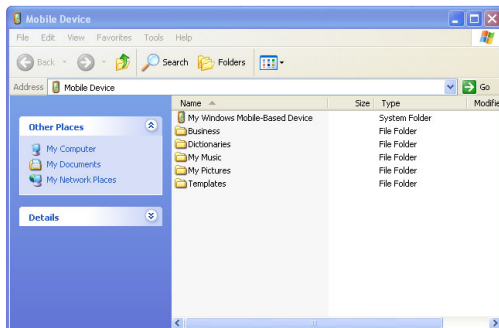 Mobile Device
File Edit View Favorites Tools Help
Back Search Folders
Address Mobile Device Go
Name Size Type Modifie
Other Places
My Computer
My Documents
My Network Places
Details
My Windows Mobile-Based Device System Folder
Business File Folder
Dictionaries File Folder
My Music File Folder
My Pictures File Folder
Templates File Folder